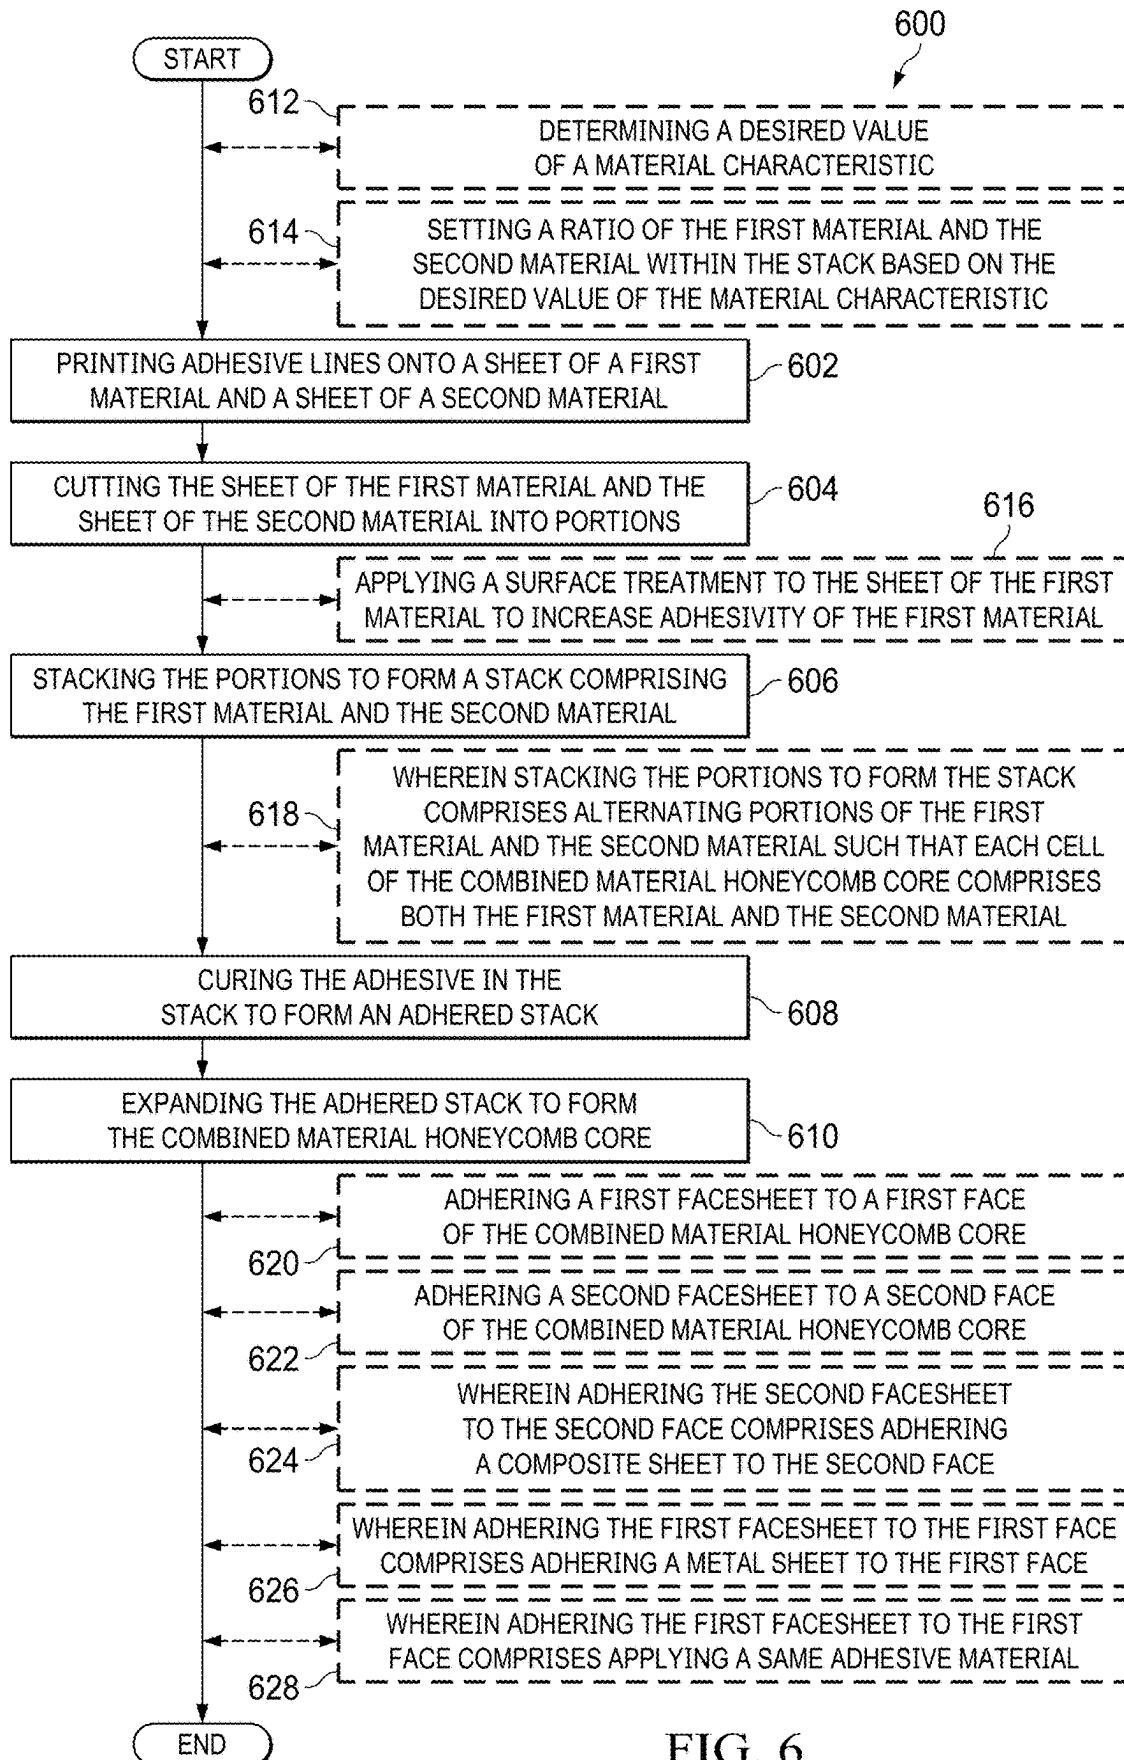 600
START
612
DETERMINING A DESIRED VALUE
OF A MATERIAL CHARACTERISTIC
614
SETTING A RATIO OF THE FIRST MATERIAL AND THE
SECOND MATERIAL WITHIN THE STACK BASED ON THE
DESIRED VALUE OF THE MATERIAL CHARACTERISTIC
PRINTING ADHESIVE LINES ONTO A SHEET OF A FIRST
MATERIAL AND A SHEET OF A SECOND MATERIAL
602
CUTTING THE SHEET OF THE FIRST MATERIAL AND THE
SHEET OF THE SECOND MATERIAL INTO PORTIONS
604
616
APPLYING A SURFACE TREATMENT TO THE SHEET OF THE FIRST
MATERIAL TO INCREASE ADHESIVITY OF THE FIRST MATERIAL
STACKING THE PORTIONS TO FORM A STACK COMPRISING
THE FIRST MATERIAL AND THE SECOND MATERIAL
606
618
WHEREIN STACKING THE PORTIONS TO FORM THE STACK
COMPRISES ALTERNATING PORTIONS OF THE FIRST
MATERIAL AND THE SECOND MATERIAL SUCH THAT EACH CELL
OF THE COMBINED MATERIAL HONEYCOMB CORE COMPRISES
BOTH THE FIRST MATERIAL AND THE SECOND MATERIAL
CURING THE ADHESIVE IN THE
STACK TO FORM AN ADHERED STACK
608
EXPANDING THE ADHERED STACK TO FORM
THE COMBINED MATERIAL HONEYCOMB CORE
610
ADHERING A FIRST FACESHEET TO A FIRST FACE
OF THE COMBINED MATERIAL HONEYCOMB CORE
620
ADHERING A SECOND FACESHEET TO A SECOND FACE
OF THE COMBINED MATERIAL HONEYCOMB CORE
622
WHEREIN ADHERING THE SECOND FACESHEET
TO THE SECOND FACE COMPRISES ADHERING
A COMPOSITE SHEET TO THE SECOND FACE
624
WHEREIN ADHERING THE FIRST FACESHEET TO THE FIRST FACE
COMPRISES ADHERING A METAL SHEET TO THE FIRST FACE
626
WHEREIN ADHERING THE FIRST FACESHEET TO THE FIRST
FACE COMPRISES APPLYING A SAME ADHESIVE MATERIAL
628
END
FIG. 6